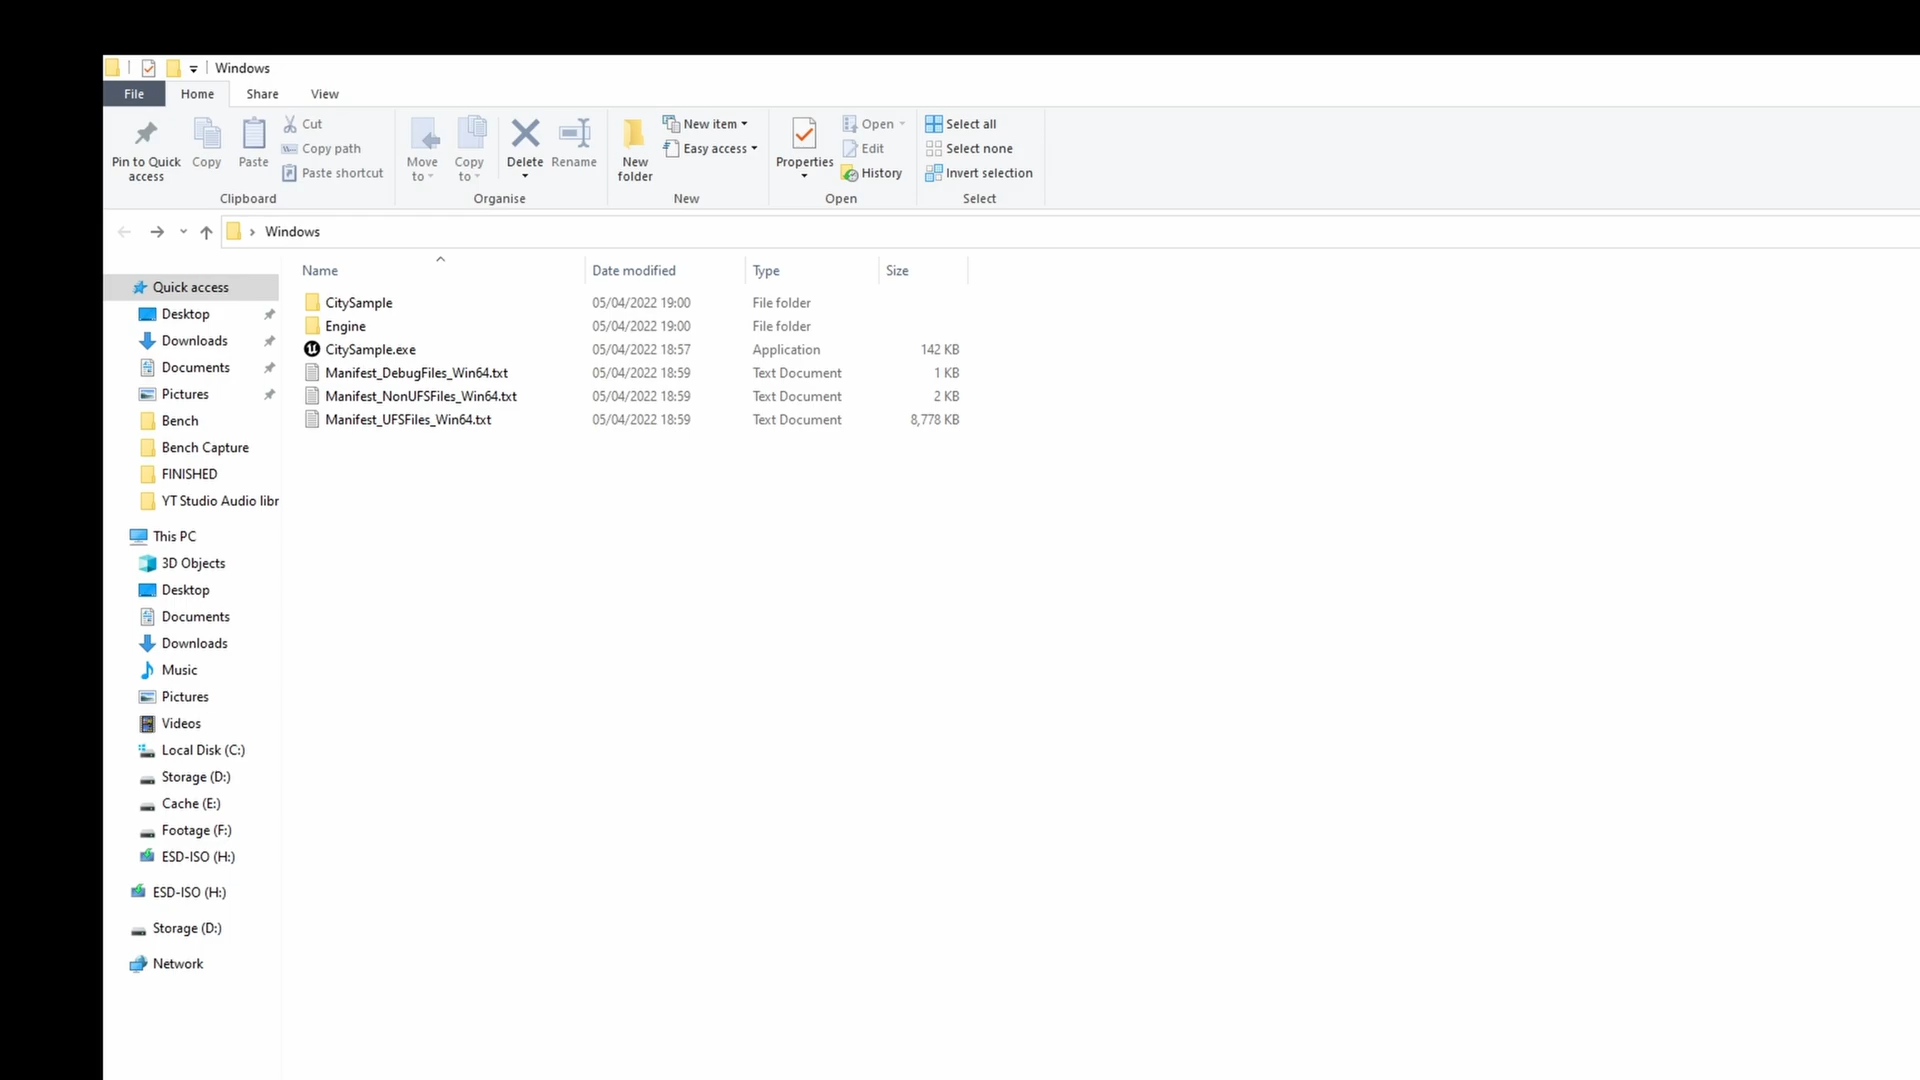 Windows
File Home Share View
Pin to Quick access
Copy
Paste
Cut
Copy path
Paste shortcut
Clipboard
Move to
Copy to
Delete
Rename
Organise
New folder
New item
Easy access
New
Properties
Open
Edit
History
Open
Select all
Select none
Invert selection
Select
Windows
Quick access
Desktop
Downloads
Documents
Pictures
Bench
Bench Capture
FINISHED
YT Studio Audio libr
This PC
3D Objects
Desktop
Documents
Downloads
Music
Pictures
Videos
Local Disk (C:)
Storage (D:)
Cache (E:)
Footage (F:)
ESD-ISO (H:)
ESD-ISO (H:)
Storage (D:)
Network
Name Date modified Type Size
CitySample 05/04/2022 19:00 File folder
Engine 05/04/2022 19:00 File folder
CitySample.exe 05/04/2022 18:57 Application 142 KB
Manifest_DebugFiles_Win64.txt 05/04/2022 18:59 Text Document 1 KB
Manifest_NonUFSFiles_Win64.txt 05/04/2022 18:59 Text Document 2 KB
Manifest_UFSFiles_Win64.txt 05/04/2022 18:59 Text Document 8,778 KB